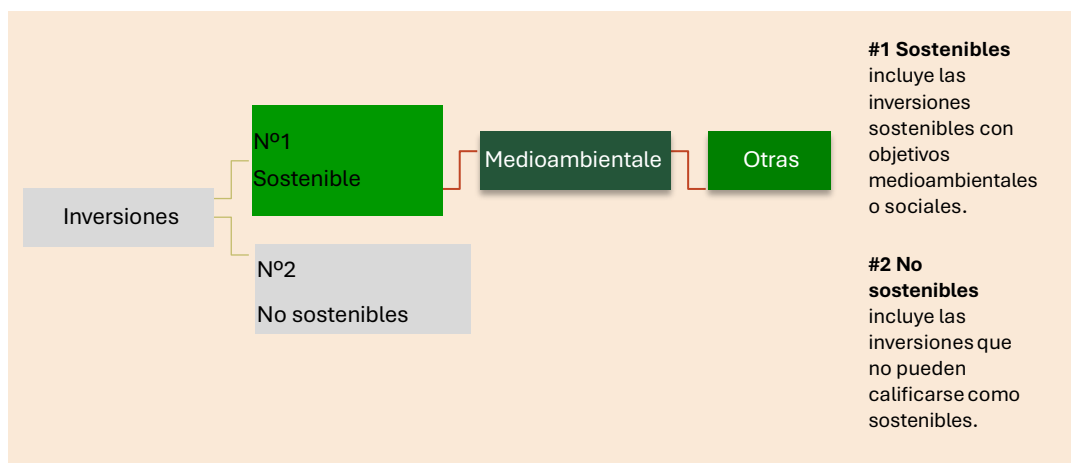 Inversiones
Nº1
Sostenible
Nº2
No sostenibles
Medioambientale
Otras
#1 Sostenibles
incluye las
inversiones
sostenibles con
objetivos
medioambientales
o sociales.
#2 No
sostenibles
incluye las
inversiones que
no pueden
calificarse como
sostenibles.